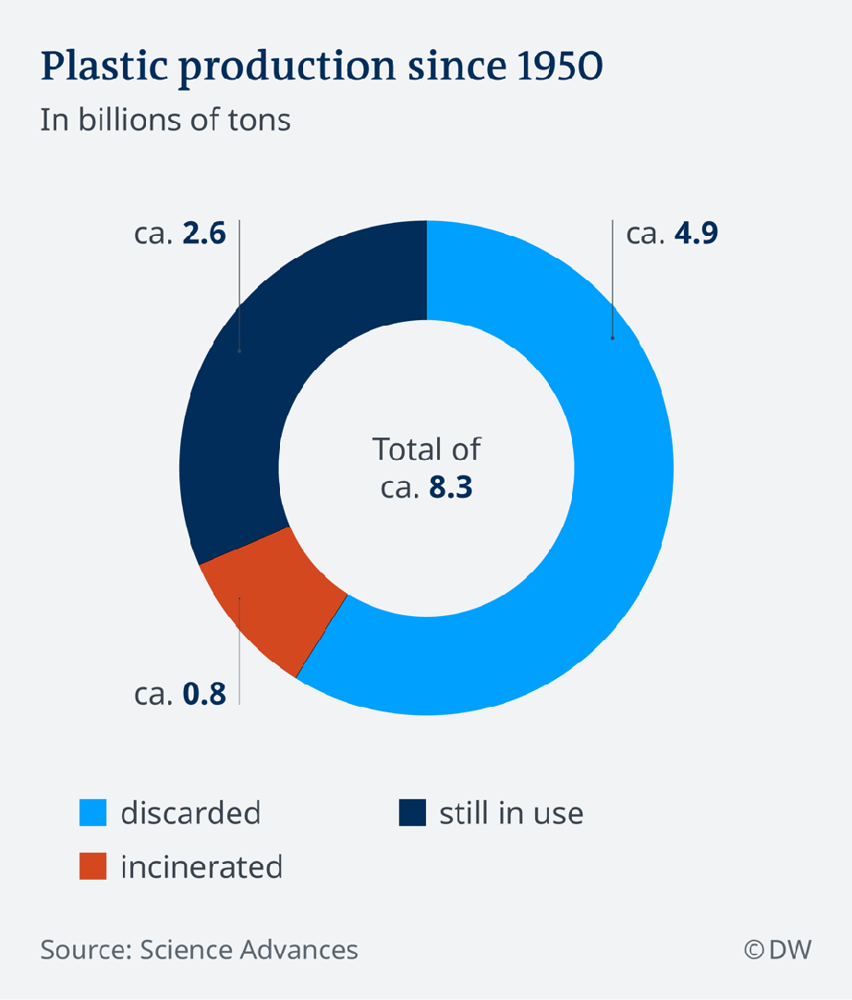 Plastic production since 1950
In billions of tons
ca. 2.6
ca. 4.9
Total of
ca. 8.3
ca. 0.8
discarded
still in use
incinerated
Source: Science Advances
© DW